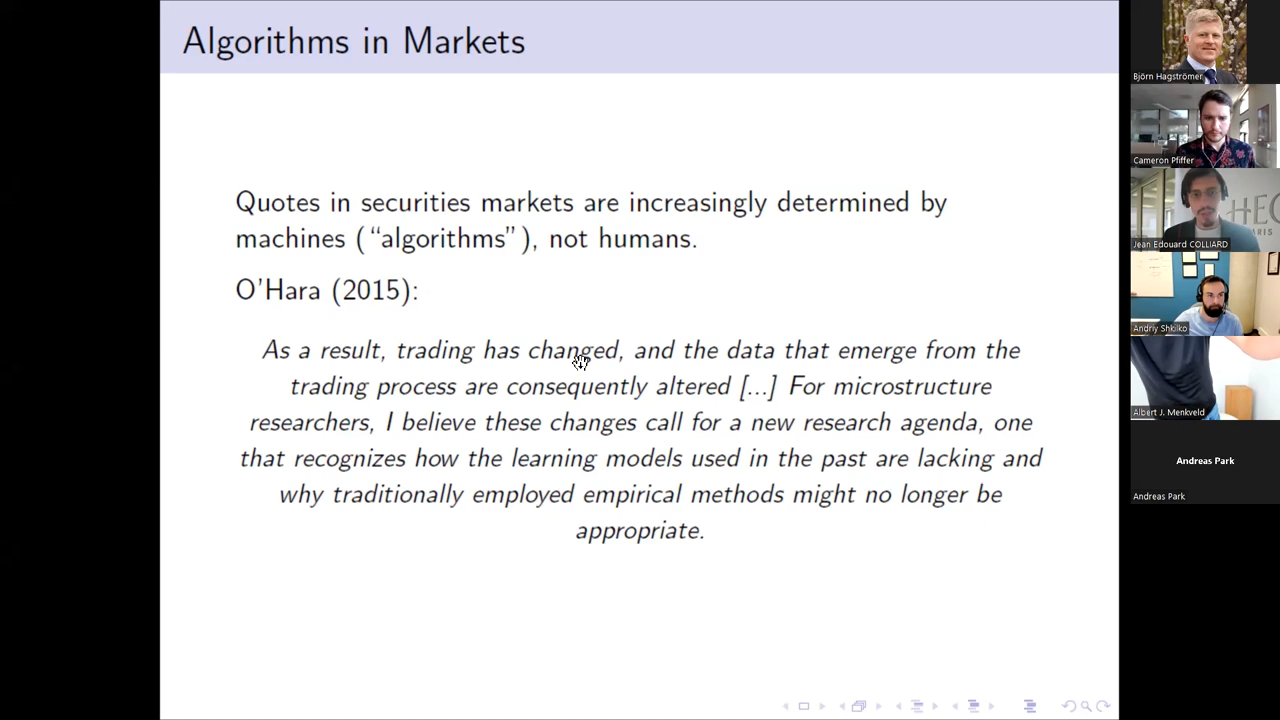 Algorithms in Markets
Quotes in securities markets are increasingly determined by
machines (“algorithms”), not humans.
O'Hara (2015):
As a result, trading has changed, and the data that emerge from the
trading process are consequently altered [...] For microstructure
researchers, I believe these changes call for a new research agenda, one
that recognizes how the learning models used in the past are lacking and
why traditionally employed empirical methods might no longer be
appropriate.
Björn Hagströmer
Cameron Pfiffer
HEC
PARIS
Jean Edouard COLLIARD
Andriy Shkilko
Albert J. Menkveld
Andreas Park
Andreas Park